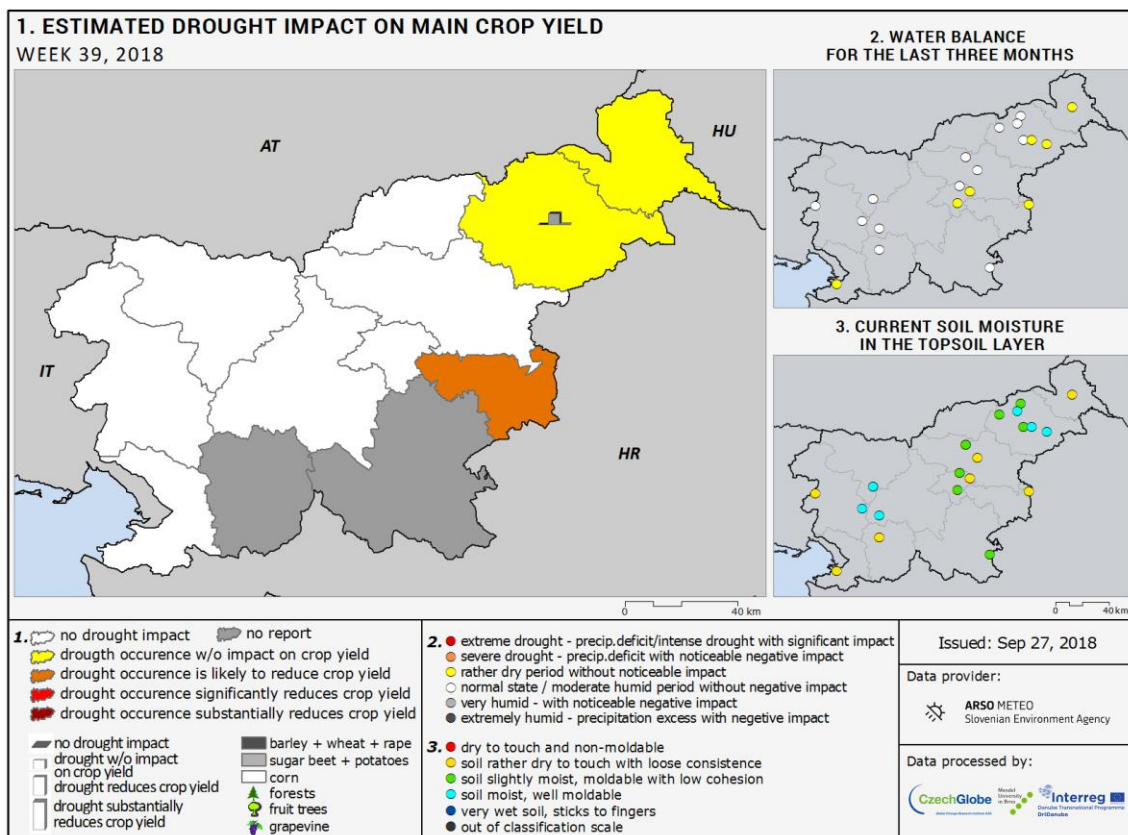 1. ESTIMATED DROUGHT IMPACT ON MAIN CROP YIELD
WEEK 39, 2018
AT
HU
IT
HR
0 40 km
2. WATER BALANCE
FOR THE LAST THREE MONTHS
3. CURRENT SOIL MOISTURE
IN THE TOPSOIL LAYER
0 40 km
1. no drought impact no report
drougth occurence w/o impact on crop yield
drought occurence is likely to reduce crop yield
drought occurence significantly reduces crop yield
drought occurence substantially reduces crop yield
no drought impact
drought w/o impact
on crop yield
drought reduces crop yield
drought substantially
reduces crop yield
barley + wheat + rape
sugar beet + potatoes
corn
forests
fruit trees
grapevine
2. extreme drought - precip.deficit/intense drought with significant impact
severe drought - precip.deficit with noticeable negative impact
rather dry period without noticeable impact
normal state / moderate humid period without negative impact
very humid - with noticeable negative impact
extremely humid - precipitation excess with negetive impact
3. dry to touch and non-moldable
soil rather dry to touch with loose consistence
soil slightly moist, moldable with low cohesion
soil moist, well moldable
very wet soil, sticks to fingers
out of classification scale
Issued: Sep 27, 2018
Data provider:
ARSO METEO
Slovenian Environment Agency
Data processed by:
CzechGlobe
Mendel
University
in Brno
Interreg
Danube Transnational Programme
DriDanube